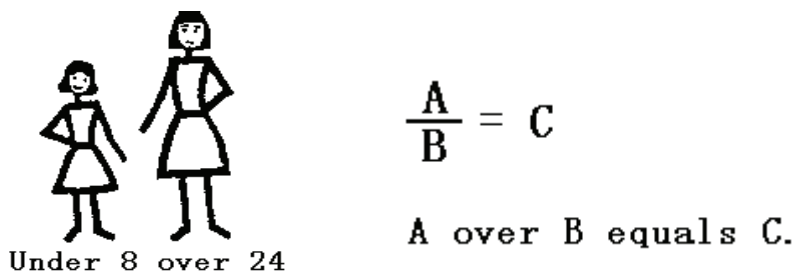 A
B
= C
A over B equals C.
Under 8 over 24